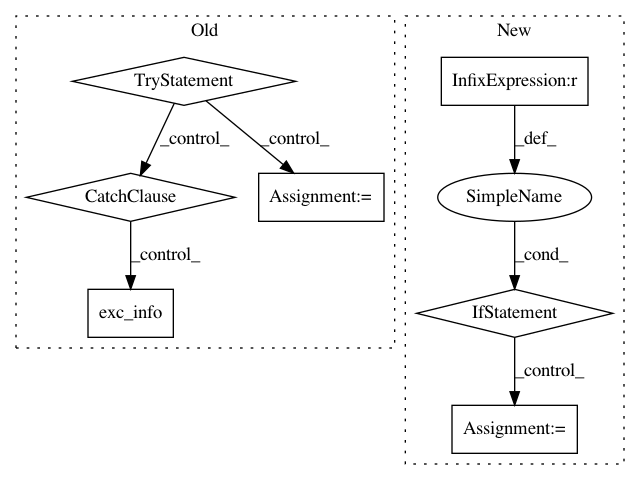 Old
New
TryStatement
InfixExpression:r
_control_
_control_
_def_
CatchClause
Assignment:=
SimpleName
_control_
_cond_
exc_info
IfStatement
_control_
Assignment:=